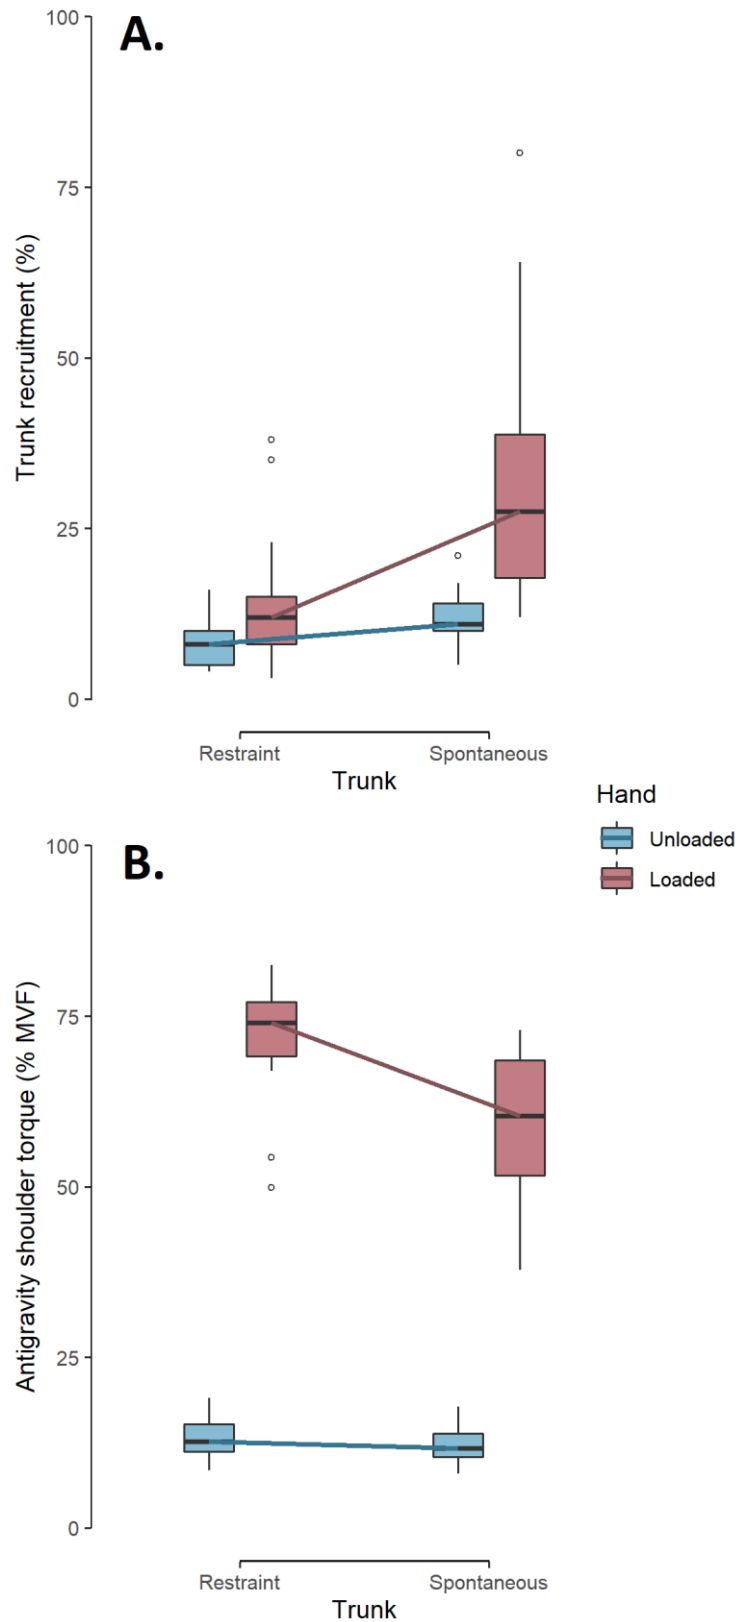 A.
100
75
50
25
0
Trunk recruitment (%)
Restraint Spontaneous
Trunk
Hand
Unloaded
Loaded
B.
100
75
50
25
0
Antigravity shoulder torque (% MVF)
Restraint Spontaneous
Trunk